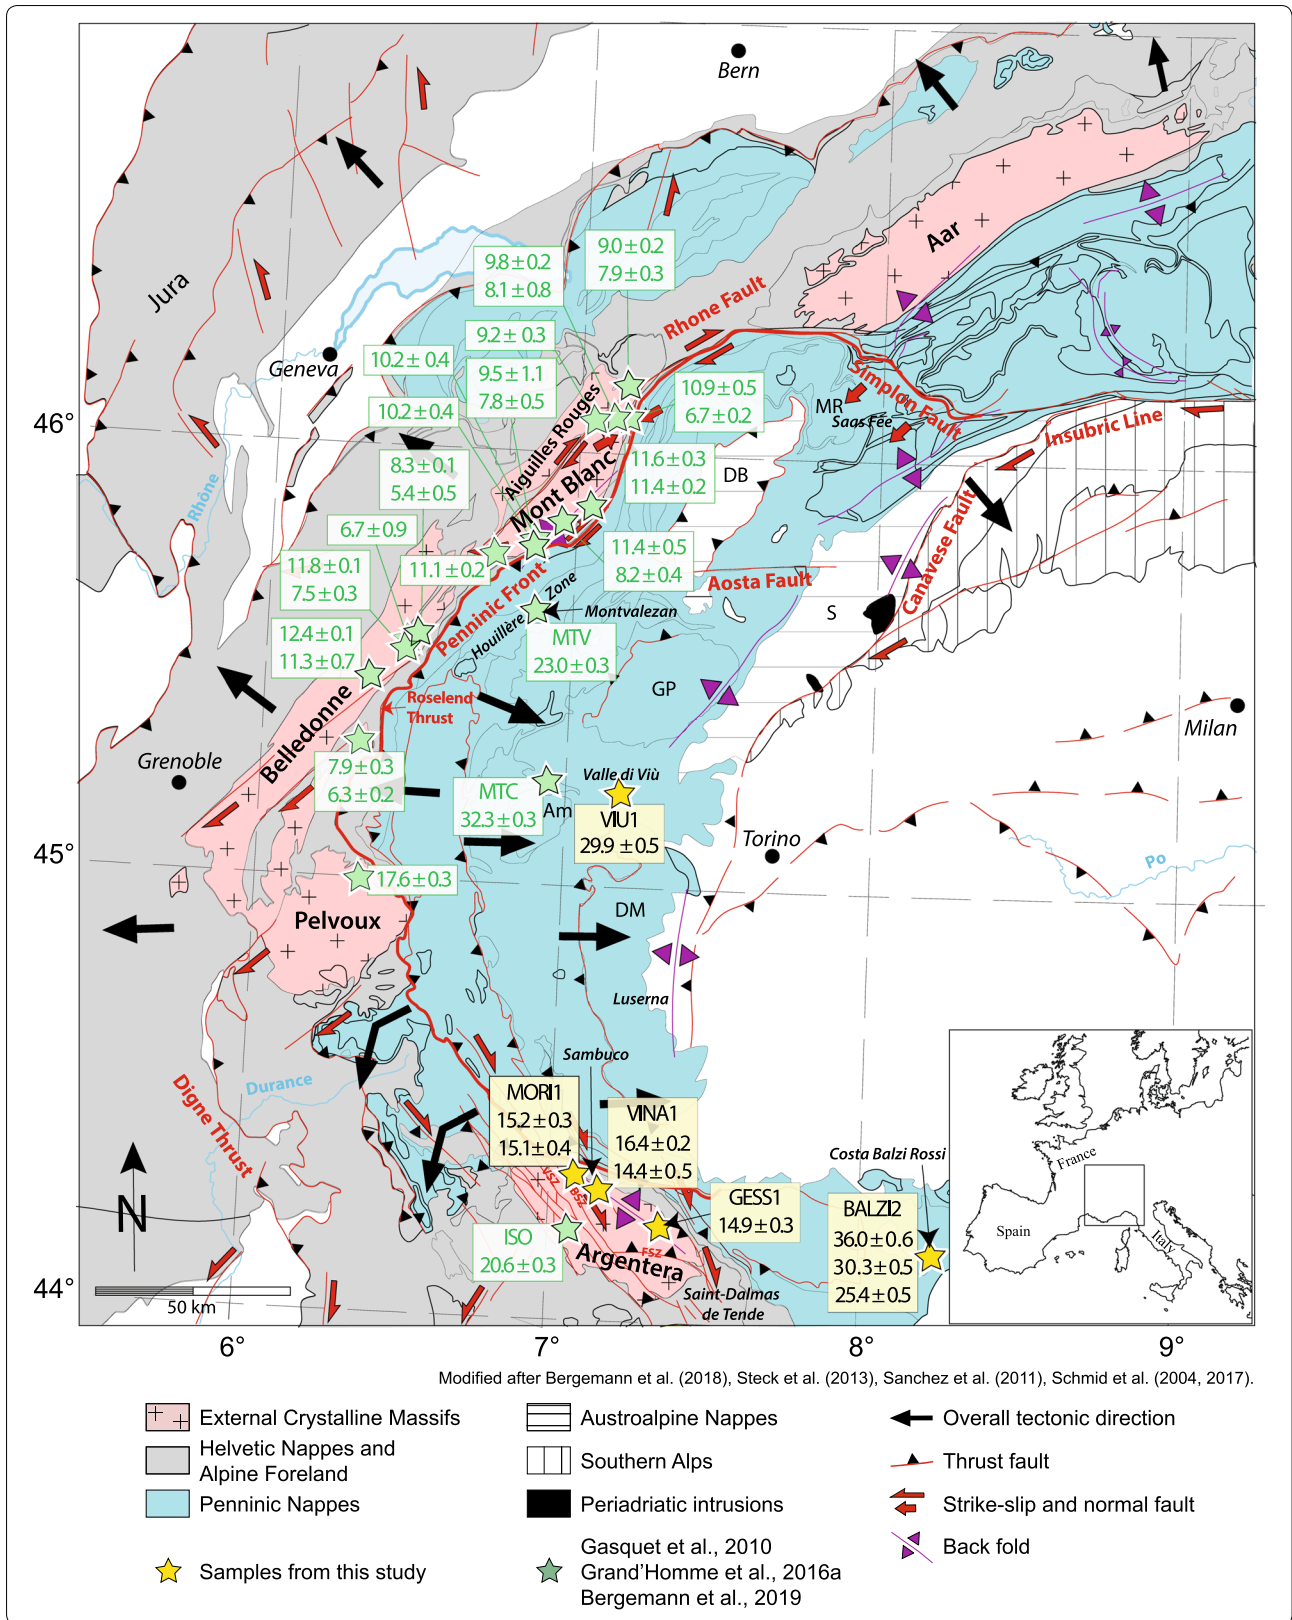 Bern
Jura
Geneva
Rhône
Grenoble
Aar
9.0±0.2
7.9±0.3
9.8±0.2
8.1±0.8
Rhone Fault
9.2±0.3
10.2±0.4
9.5±1.1
7.8±0.5
10.2±0.4
10.9±0.5
6.7±0.2
Simplon Fault
MR
Saas Fee
Insubric Line
46°
Aiguilles Rouges
Mont Blanc
8.3±0.1
5.4±0.5
11.6±0.3
11.4±0.2
DB
6.7±0.9
11.8±0.1
7.5±0.3
11.1±0.2
11.4±0.5
8.2±0.4
Aosta Fault
Canavese Fault
S
Penninic Front
Houillère Zone
Montvalezan
MTV
23.0±0.3
12.4±0.1
11.3±0.7
GP
Roselend
Thrust
Belledonne
Milan
7.9±0.3
6.3±0.2
MTC
32.3±0.3
Am
Valle di Viù
VIU1
29.9±0.5
Torino
Po
45°
17.6±0.3
Pelvoux
DM
Luserna
Sambuco
Durance
Digne Thrust
MORI1
15.2±0.3
15.1±0.4
VINA1
16.4±0.2
14.4±0.5
VSZ
BSZ
FSZ
GESS1
14.9±0.3
ISO
20.6±0.3
Argentera
Saint-Dalmas
de Tende
Costa Balzi Rossi
BALZI2
36.0±0.6
30.3±0.5
25.4±0.5
France
Spain
Italy
N
44°
50 km
6°
7°
8°
9°
Modified after Bergemann et al. (2018), Steck et al. (2013), Sanchez et al. (2011), Schmid et al. (2004, 2017).
External Crystalline Massifs
Helvetic Nappes and
Alpine Foreland
Penninic Nappes
Samples from this study
Austroalpine Nappes
Southern Alps
Periadriatic intrusions
Gasquet et al., 2010
Grand'Homme et al., 2016a
Bergemann et al., 2019
Overall tectonic direction
Thrust fault
Strike-slip and normal fault
Back fold